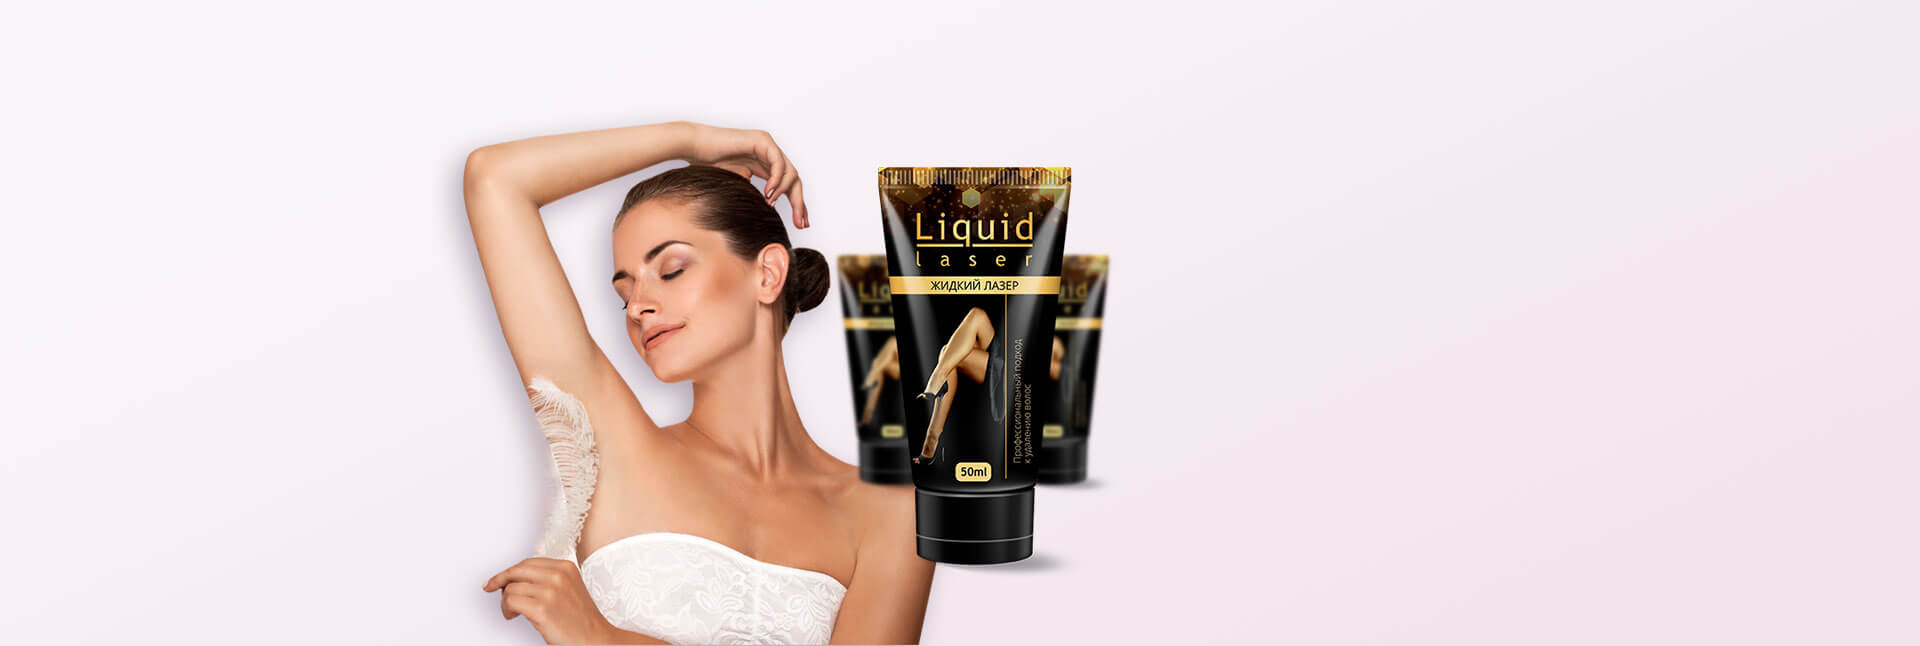 Liquid
laser
ЖИДКИЙ ЛАЗЕР
Профессиональный подход
к удалению волос
50ml